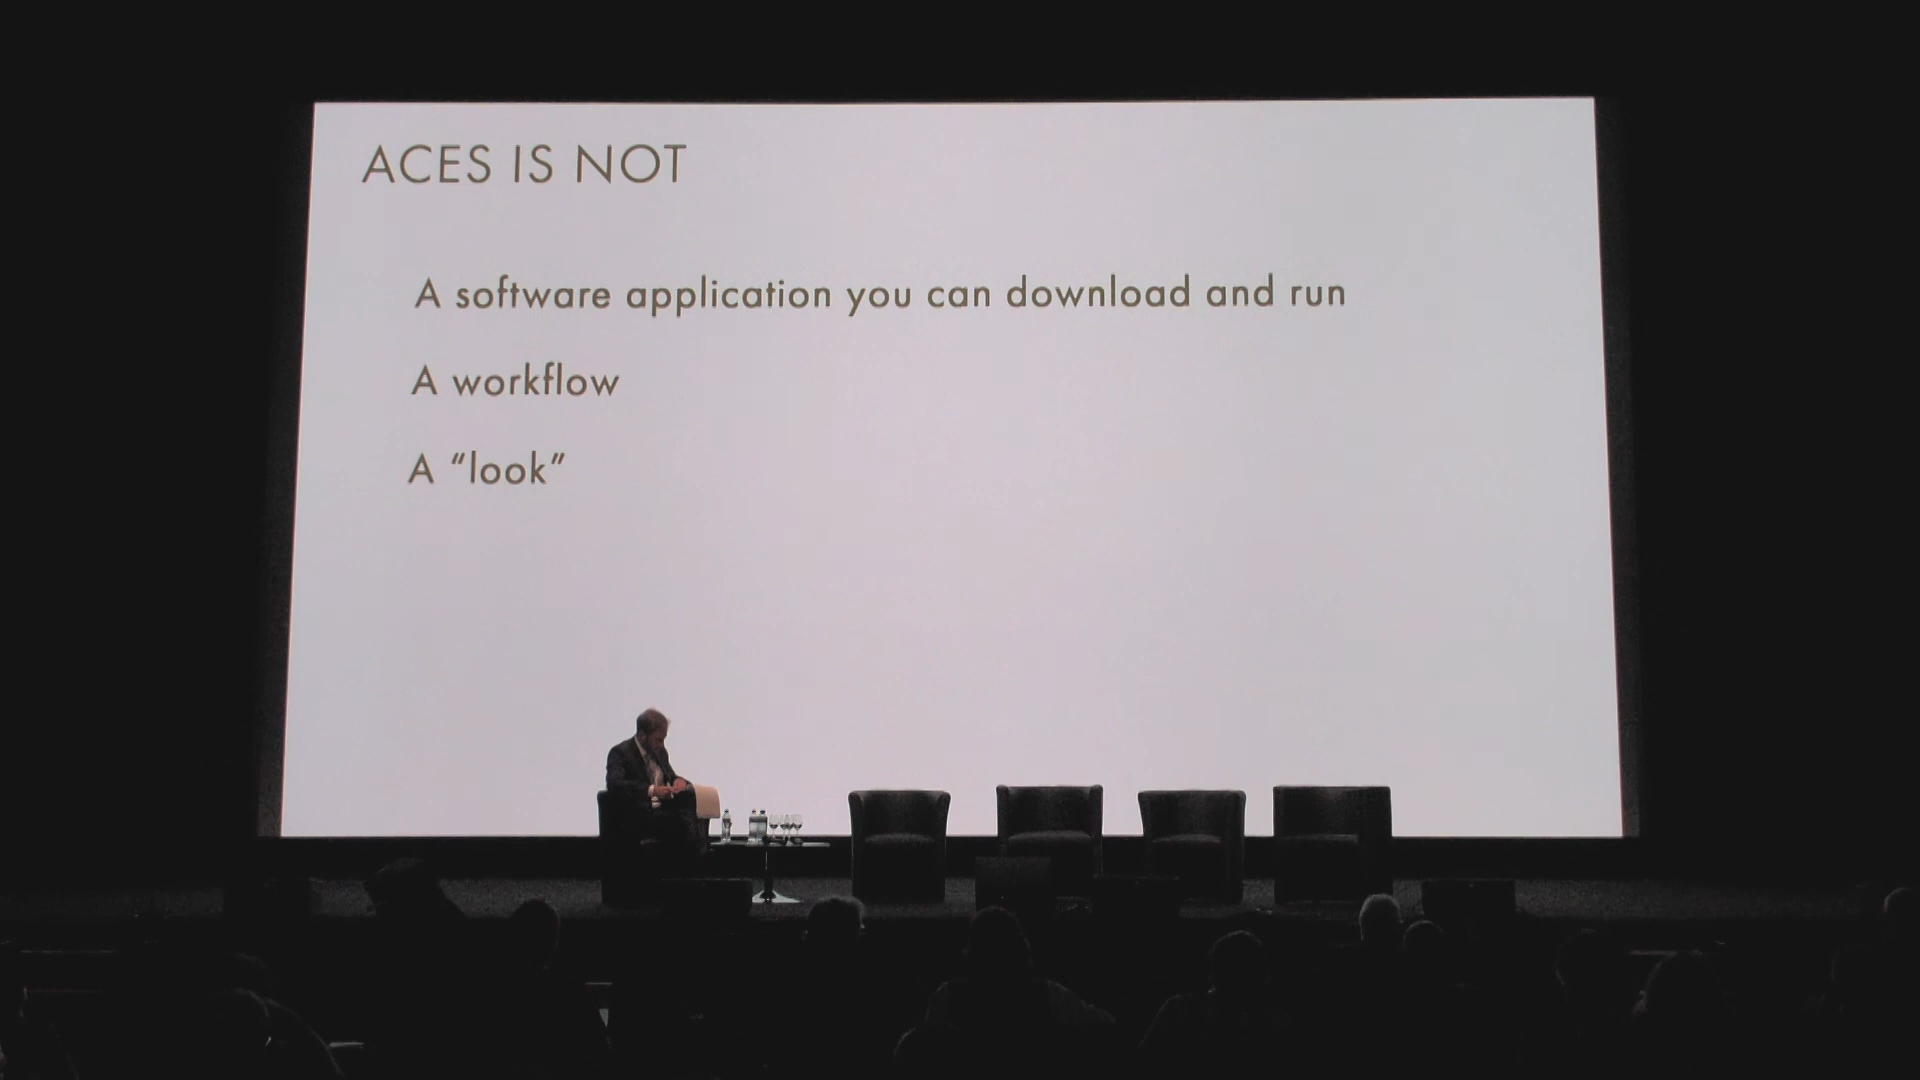 ACES IS NOT
A software application you can download and run
A workflow
A “look”